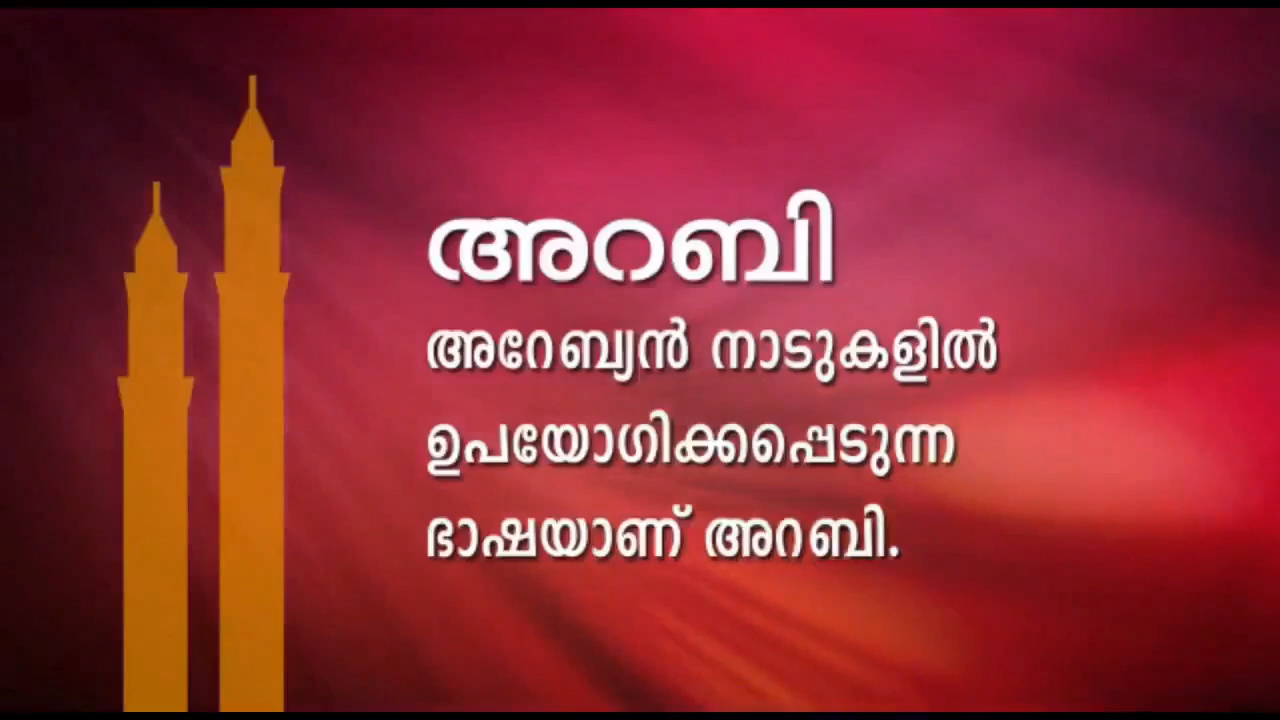 അറബി
അറേബ്യൻ നാടുകളിൽ
ഉപയോഗിക്കപ്പെടുന്ന
ഭാഷയാണ് അറബി.